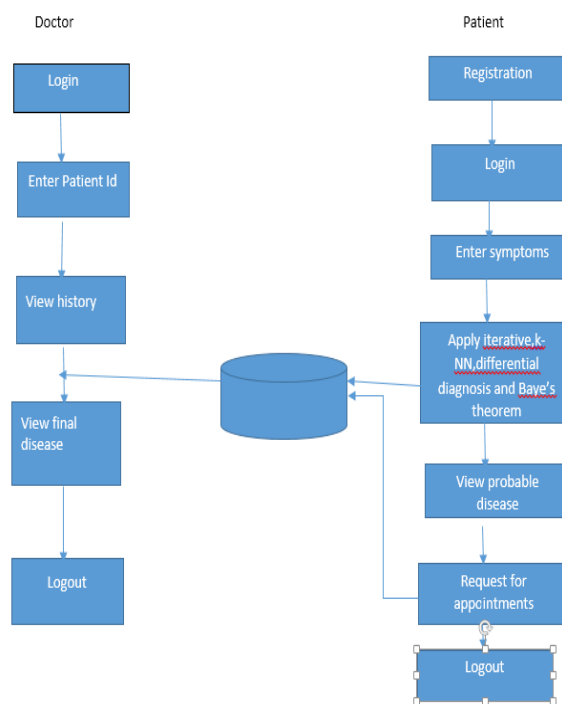 Doctor
Patient
Login
Enter Patient Id
View history
View final
disease
Logout
Registration
Login
Enter symptoms
Apply iterative,k-
NN,differential
diagnosis and Baye's
theorem
View probable
disease
Request for
appointments
Logout